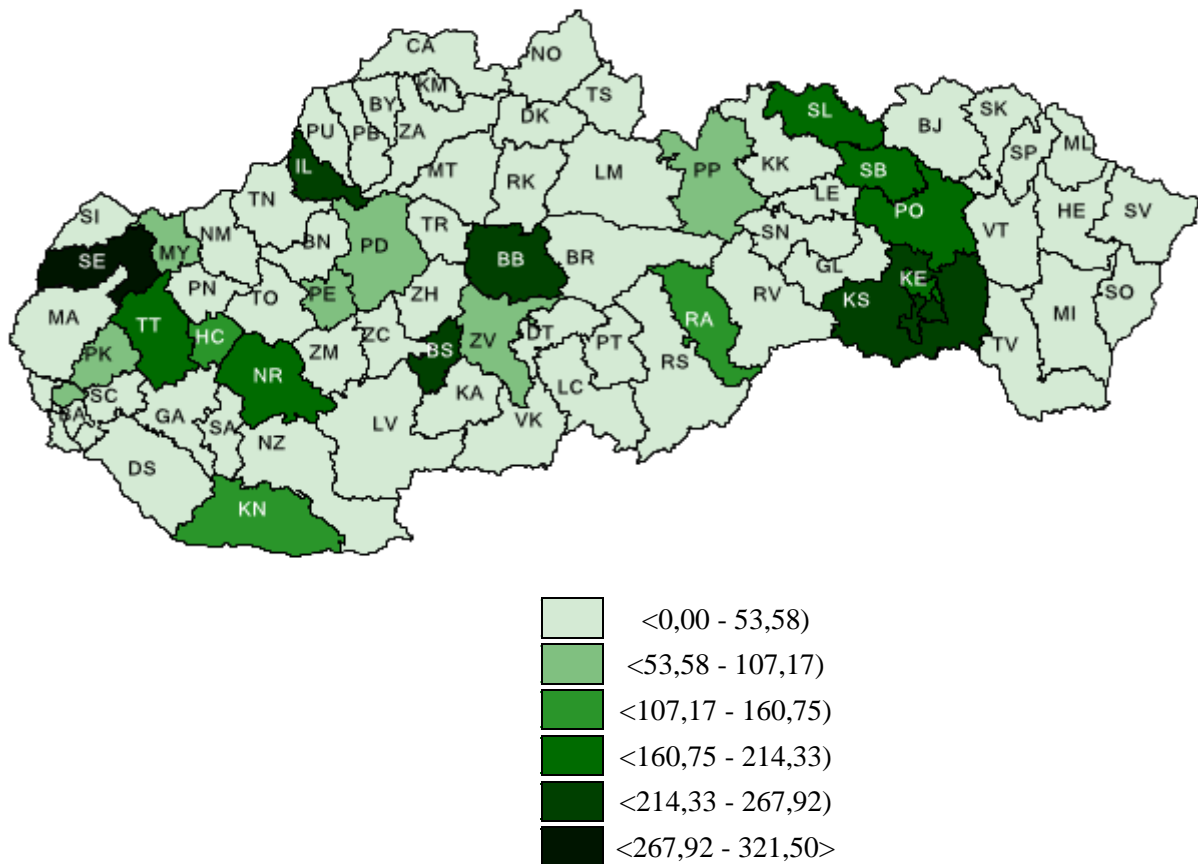 CA
NO
KM
TS
BY
PU
PB
ZA
DK
SL
BJ
SK
SP
ML
IL
MT
RK
LM
PP
KK
SB
LE
PO
HE
SV
TN
SI
NM
MY
BN
PD
TR
SN
VT
SE
BB
BR
GL
KE
PN
TO
PE
ZH
RV
KS
SO
MA
TT
HC
ZM
ZC
BS
ZV
DT
PT
RA
MI
TV
PK
NR
RS
SC
KA
LC
BA
GA
SA
NZ
LV
VK
DS
KN
<0,00 - 53,58)
<53,58 - 107,17)
<107,17 - 160,75)
<160,75 - 214,33)
<214,33 - 267,92)
<267,92 - 321,50>